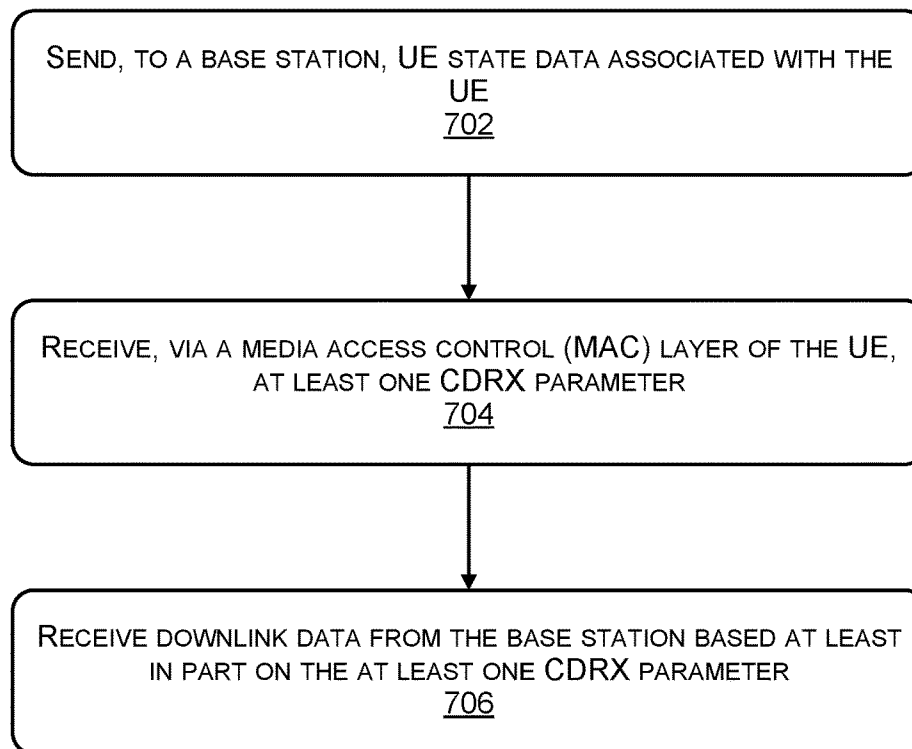 SEND, TO A BASE STATION, UE STATE DATA ASSOCIATED WITH THE
UE
702
RECEIVE, VIA A MEDIA ACCESS CONTROL (MAC) LAYER OF THE UE,
AT LEAST ONE CDRX PARAMETER
704
RECEIVE DOWNLINK DATA FROM THE BASE STATION BASED AT LEAST
IN PART ON THE AT LEAST ONE CDRX PARAMETER
706